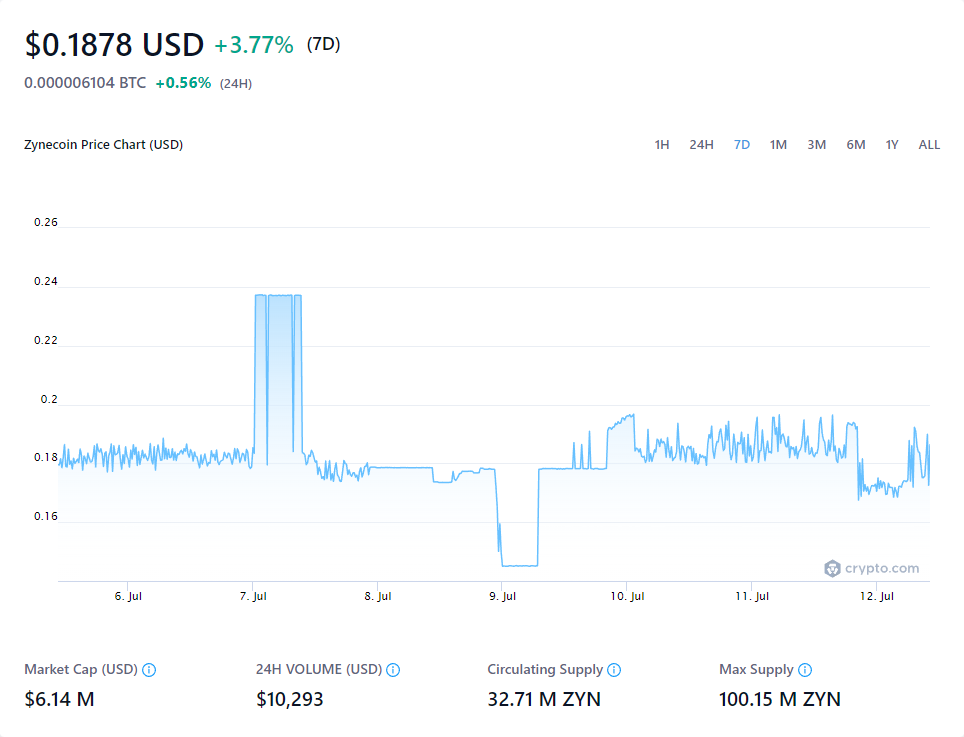 $0.1878 USD +3.77% (7D)
0.000006104 BTC +0.56% (24H)
Zynecoin Price Chart (USD)
1H 24H 7D 1M 3M 6M 1Y ALL
0.26
0.24
0.22
0.2
0.18
0.16
crypto.com
6. Jul 7. Jul 8. Jul 9. Jul 10. Jul 11. Jul 12. Jul
Market Cap (USD) 24H VOLUME (USD) Circulating Supply Max Supply
$6.14 M $10,293 32.71 M ZYN 100.15 M ZYN